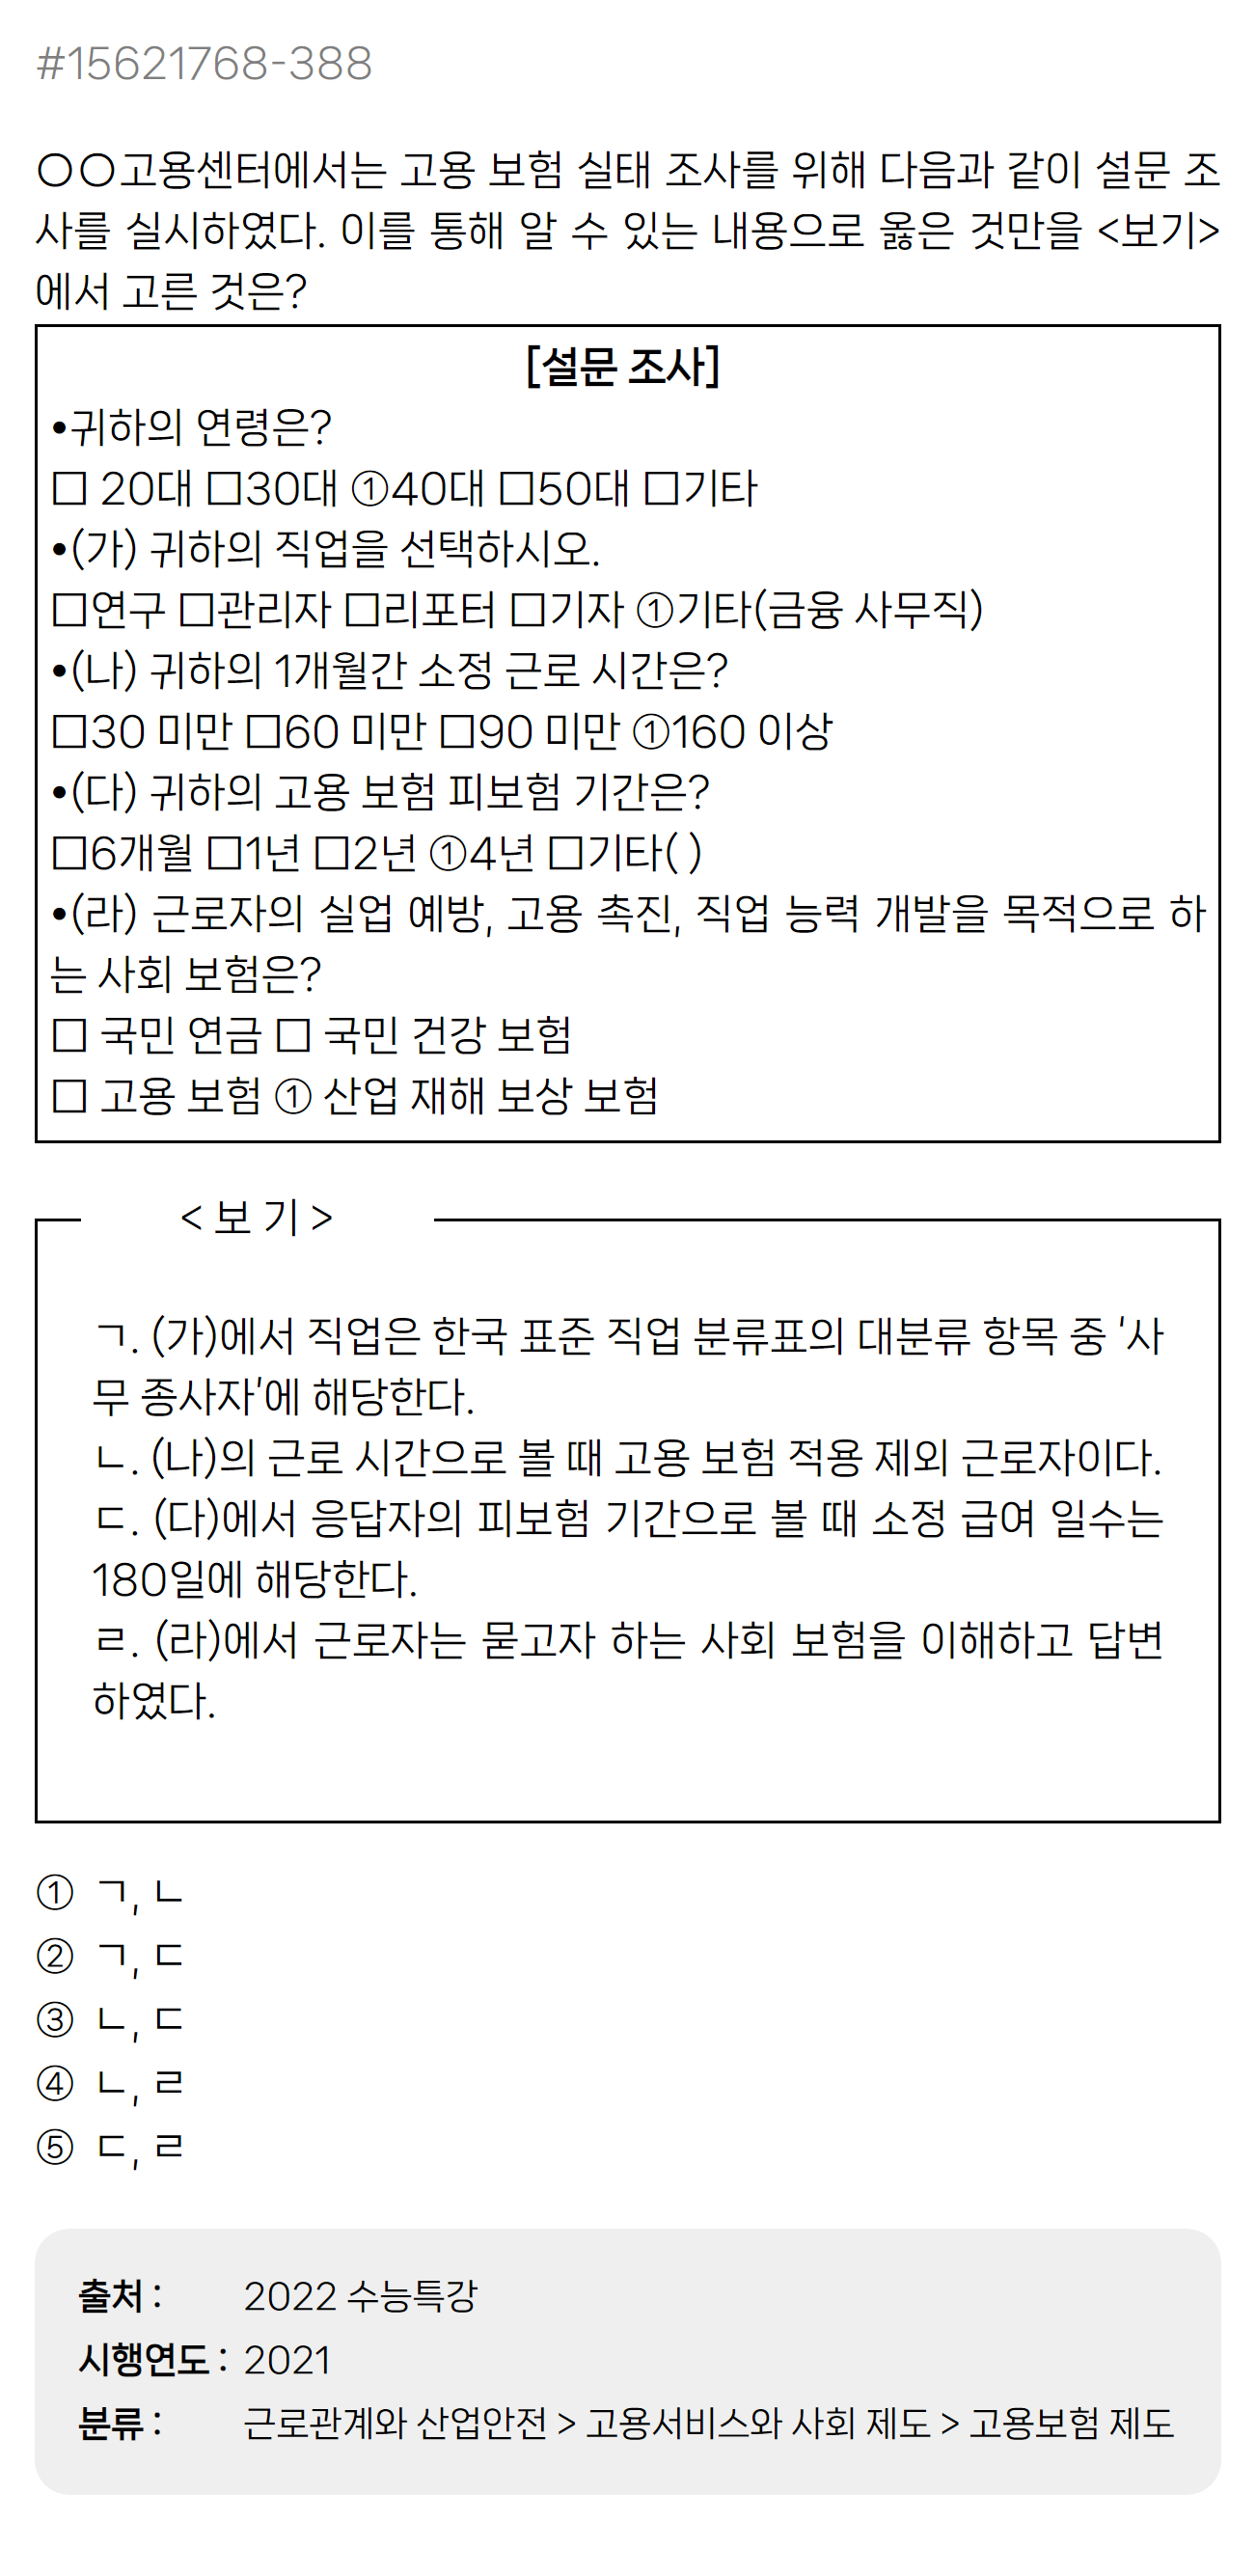 #15621768-388
○○고용센터에서는 고용 보험 실태 조사를 위해 다음과 같이 설문 조
사를 실시하였다. 이를 통해 알 수 있는 내용으로 옳은 것만을 <보기>
에서 고른 것은?
[설문 조사]
•귀하의 연령은?
□ 20대 □30대 ①40대 □50대 □기타
•(가) 귀하의 직업을 선택하시오.
□연구 □관리자 □리포터 □기자 ①기타(금융 사무직)
•(나) 귀하의 1개월간 소정 근로 시간은?
□30 미만 □60 미만 □90 미만 ①160 이상
•(다) 귀하의 고용 보험 피보험 기간은?
□6개월 □1년 □2년 ①4년 □기타( )
•(라) 근로자의 실업 예방, 고용 촉진, 직업 능력 개발을 목적으로 하
는 사회 보험은?
□ 국민 연금 □ 국민 건강 보험
□ 고용 보험 ① 산업 재해 보상 보험
< 보 기 >
ㄱ. (가)에서 직업은 한국 표준 직업 분류표의 대분류 항목 중 '사
무 종사자'에 해당한다.
ㄴ. (나)의 근로 시간으로 볼 때 고용 보험 적용 제외 근로자이다.
ㄷ. (다)에서 응답자의 피보험 기간으로 볼 때 소정 급여 일수는
180일에 해당한다.
ㄹ. (라)에서 근로자는 묻고자 하는 사회 보험을 이해하고 답변
하였다.
① ㄱ, ㄴ
② ㄱ, ㄷ
③ ㄴ, ㄷ
④ ㄴ, ㄹ
⑤ ㄷ, ㄹ
출처 : 2022 수능특강
시행연도 : 2021
분류 : 근로관계와 산업안전 > 고용서비스와 사회 제도 > 고용보험 제도